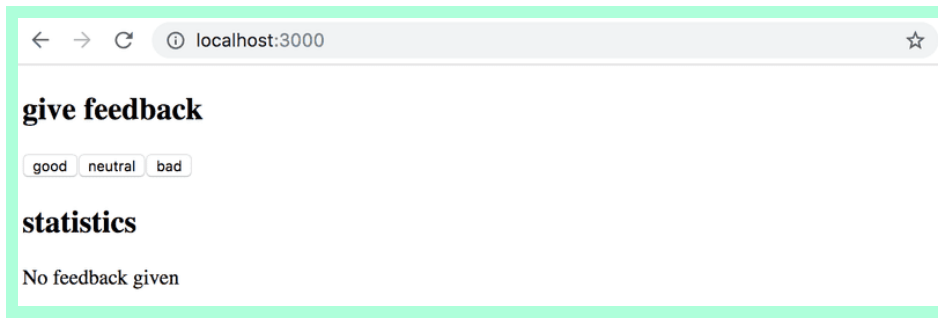 localhost:3000
give feedback
good neutral bad
statistics
No feedback given